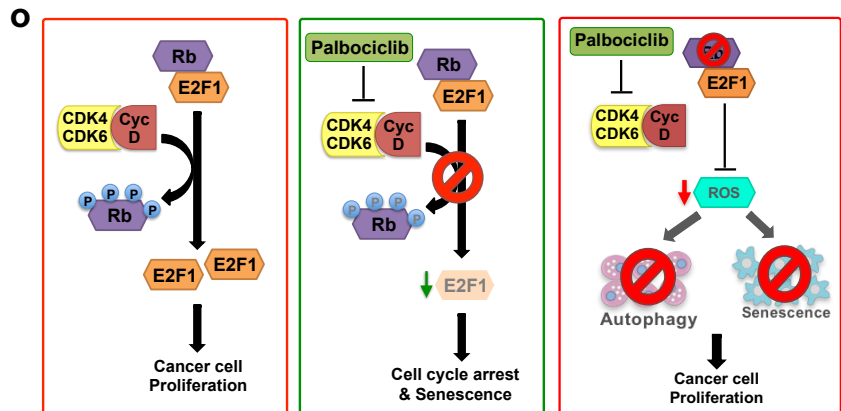 O
Rb
E2F1
CDK4
CDK6
Cyc
D
P
P
P
P
Rb
E2F1
E2F1
Cancer cell
Proliferation
Palbociclib
Rb
E2F1
CDK4
CDK6
Cyc
D
P
P
P
P
Rb
E2F1
Cell cycle arrest
& Senescence
Palbociclib
Rb
E2F1
CDK4
CDK6
Cyc
D
ROS
Autophagy
Senescence
Cancer cell
Proliferation